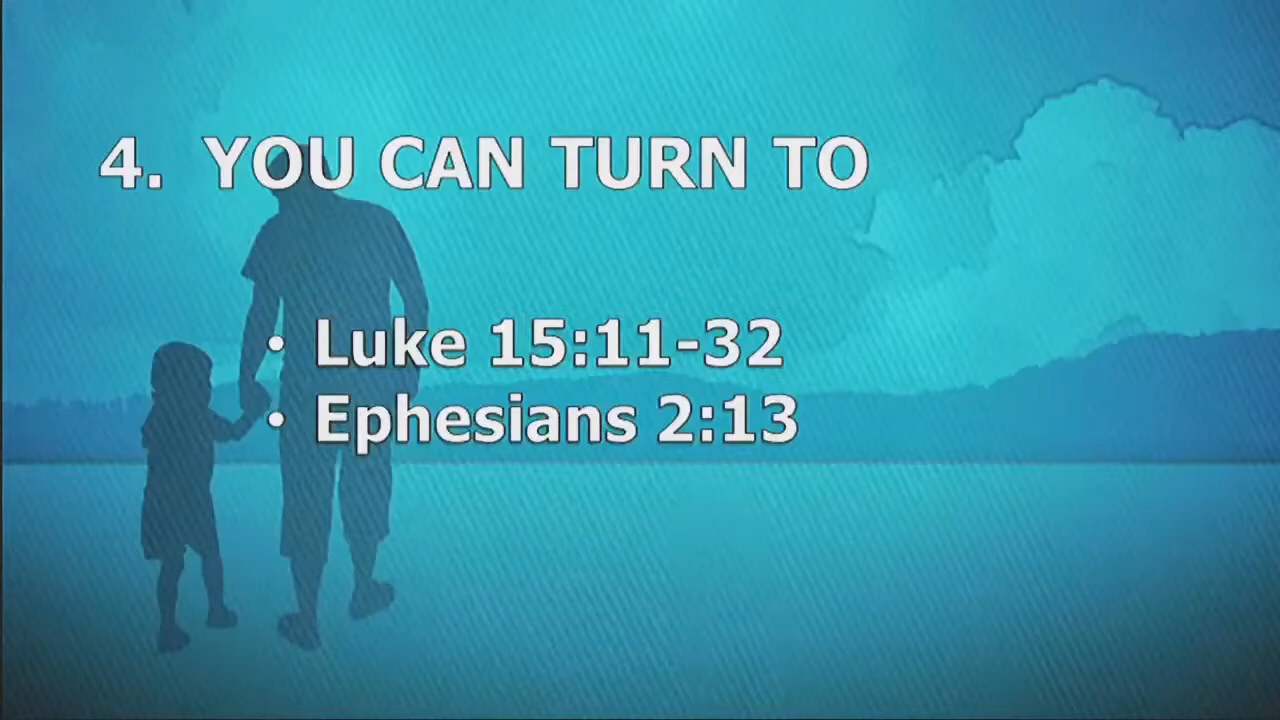 4. YOU CAN TURN TO
• Luke 15:11-32
• Ephesians 2:13